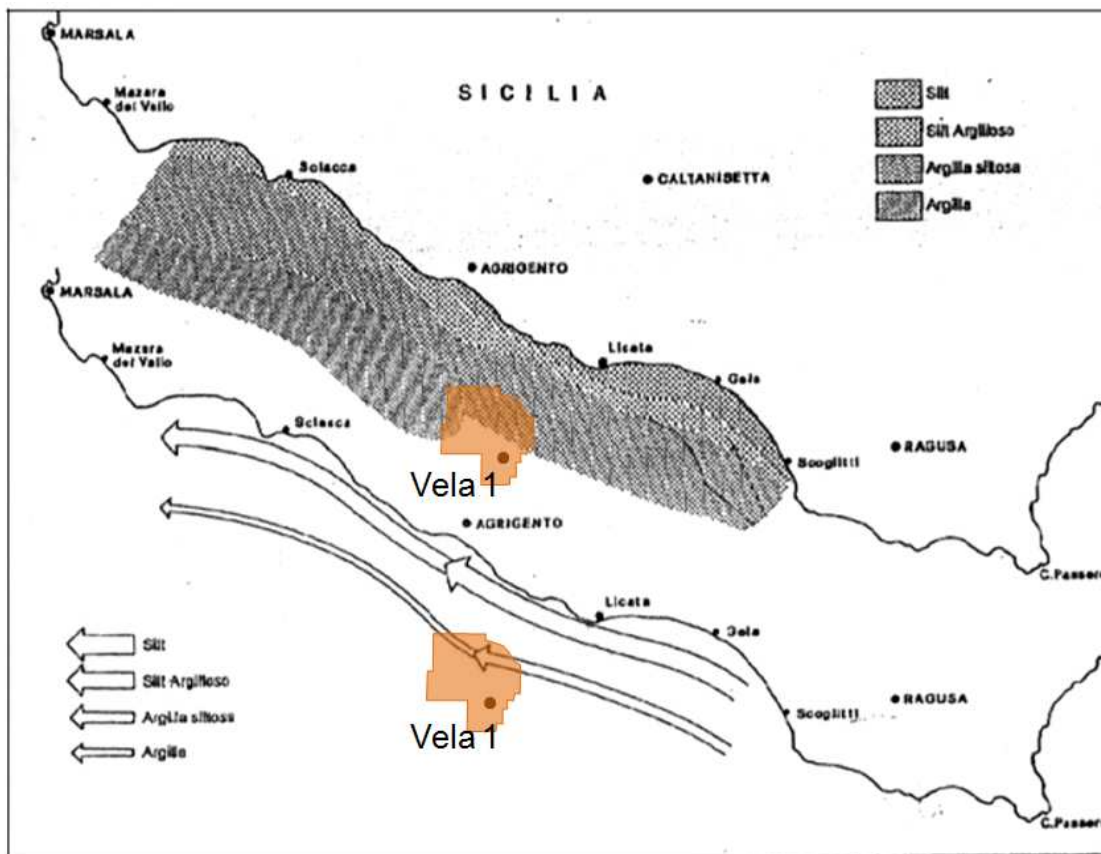 MARSALA
Mazara
del Vallo
SICILIA
Silt
Silt Argilloso
Argilla siltosa
Argilla
Sciacca
CALTANISETTA
AGRIGENTO
MARSALA
Licata
Gela
Mazara
del Vallo
Sciacca
RAGUSA
Scoglitti
Vela 1
AGRIGENTO
C.Passero
Licata
Gela
Silt
Silt Argilloso
Argilla siltosa
Argilla
RAGUSA
Scoglitti
Vela 1
C.Passero